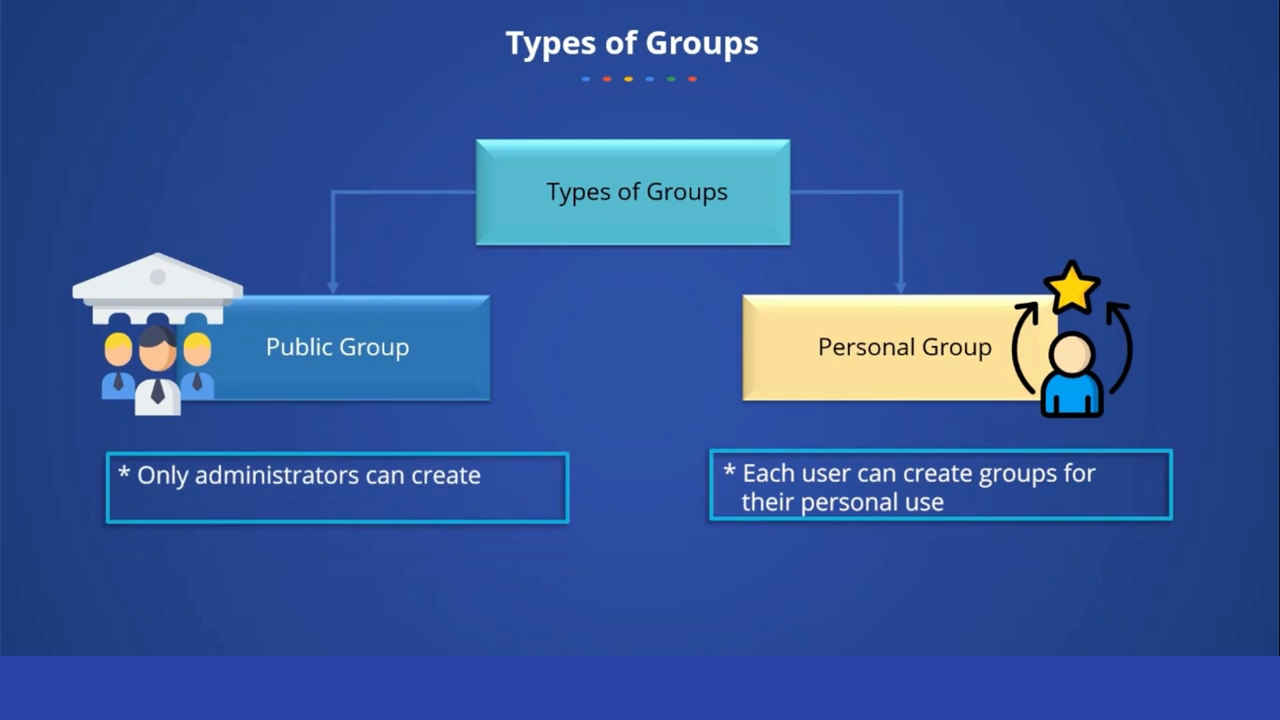 Types of Groups
Types of Groups
Public Group
Personal Group
* Only administrators can create
* Each user can create groups for
their personal use